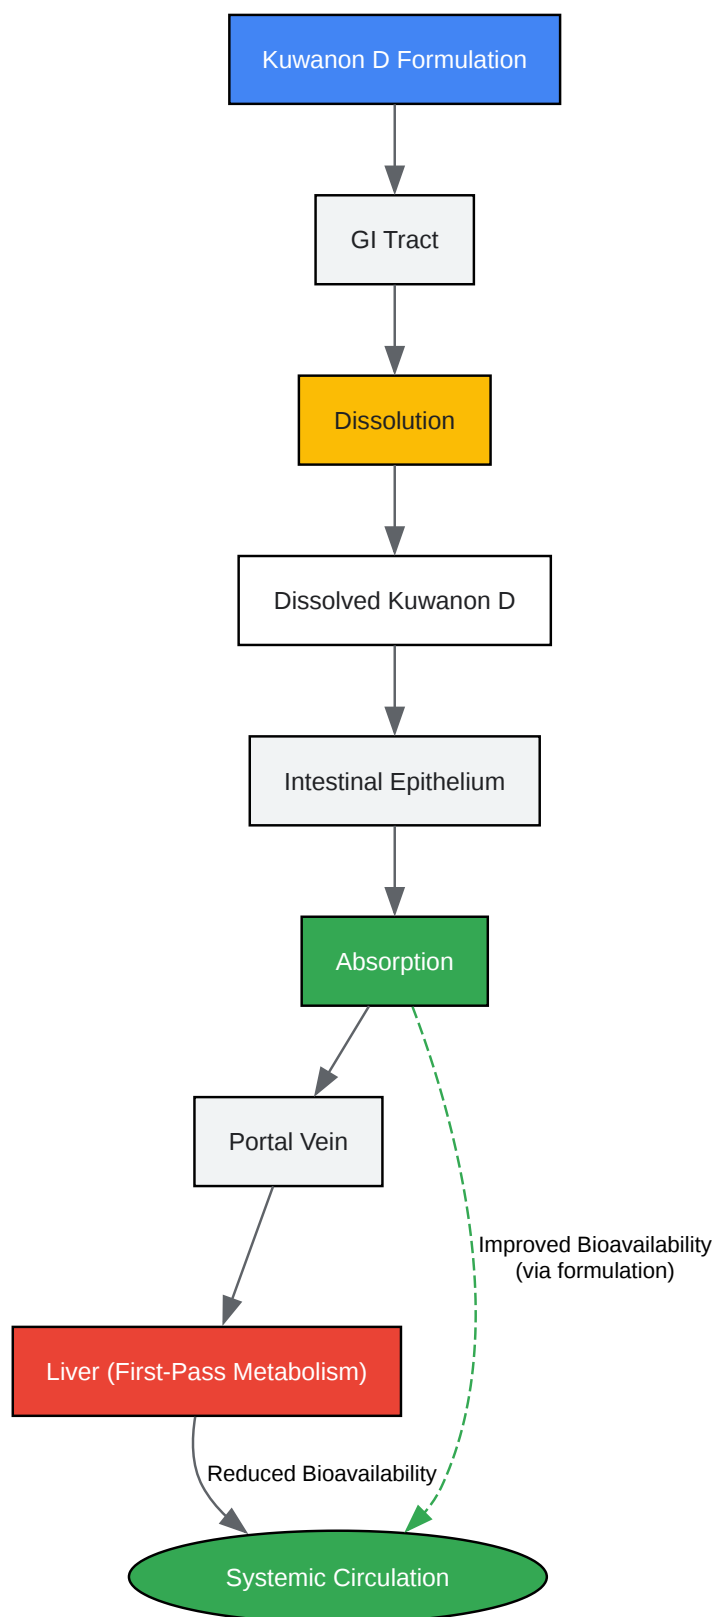 Kuwanon D Formulation
GI Tract
Dissolution
Dissolved Kuwanon D
Intestinal Epithelium
Absorption
Portal Vein
Improved Bioavailability
(via formulation)
Liver (First-Pass Metabolism)
Reduced Bioavailability
Systemic Circulation